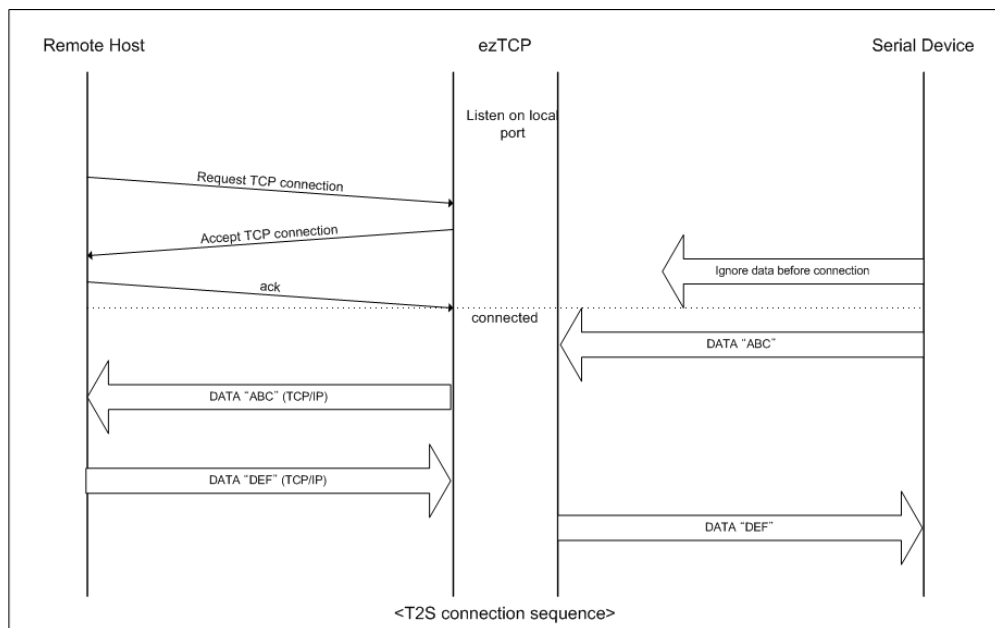 Remote Host
ezTCP
Serial Device
Listen on local
port
Request TCP connection
Accept TCP connection
Ignore data before connection
ack
connected
DATA “ABC”
DATA “ABC” (TCP/IP)
DATA “DEF” (TCP/IP)
DATA “DEF”
<T2S connection sequence>